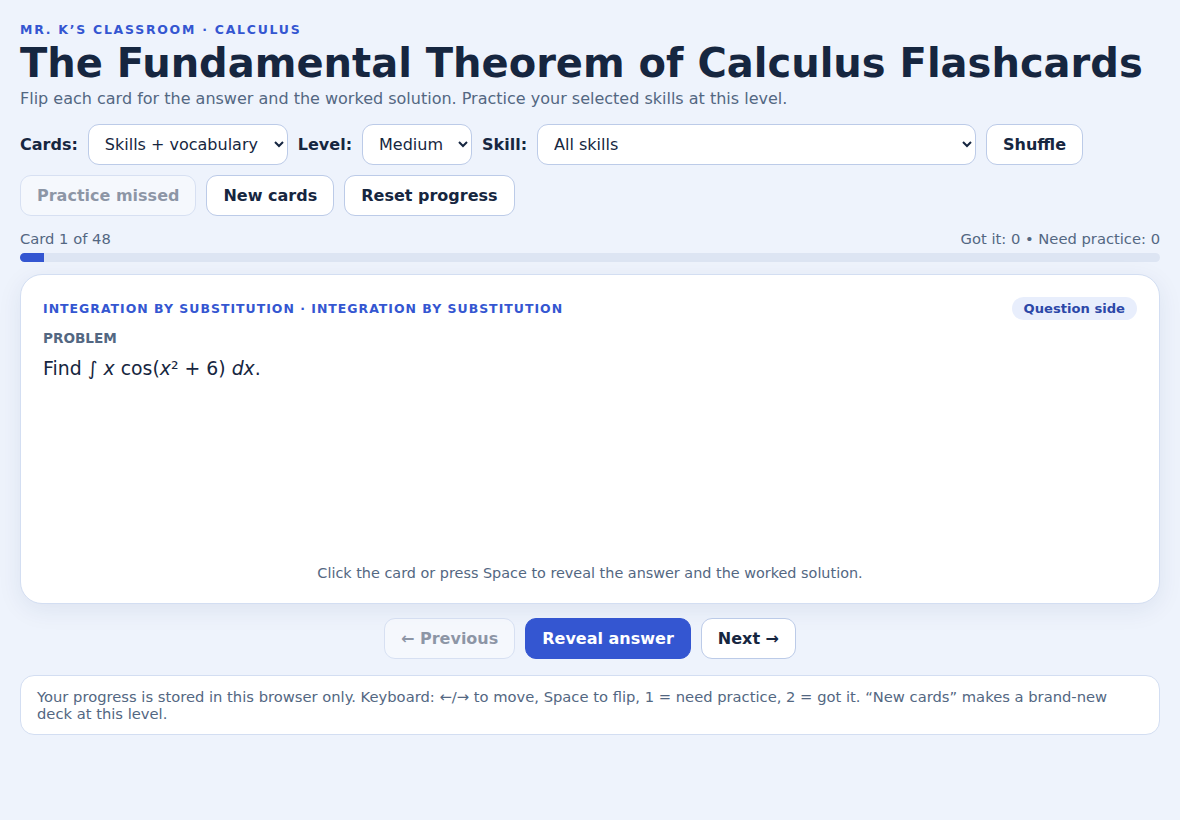 MR. K’S CLASSROOM · CALCULUS
The Fundamental Theorem of Calculus Flashcards
Flip each card for the answer and the worked solution. Practice your selected skills at this level.
Cards: Skills + vocabulary Level: Medium Skill: All skills Shuffle
Practice missed New cards Reset progress
Card 1 of 48 Got it: 0 • Need practice: 0
INTEGRATION BY SUBSTITUTION · INTEGRATION BY SUBSTITUTION Question side
PROBLEM
Find ∫ x cos(x² + 6) dx.
Click the card or press Space to reveal the answer and the worked solution.
← Previous Reveal answer Next →
Your progress is stored in this browser only. Keyboard: ←/→ to move, Space to flip, 1 = need practice, 2 = got it. “New cards” makes a brand-new
deck at this level.